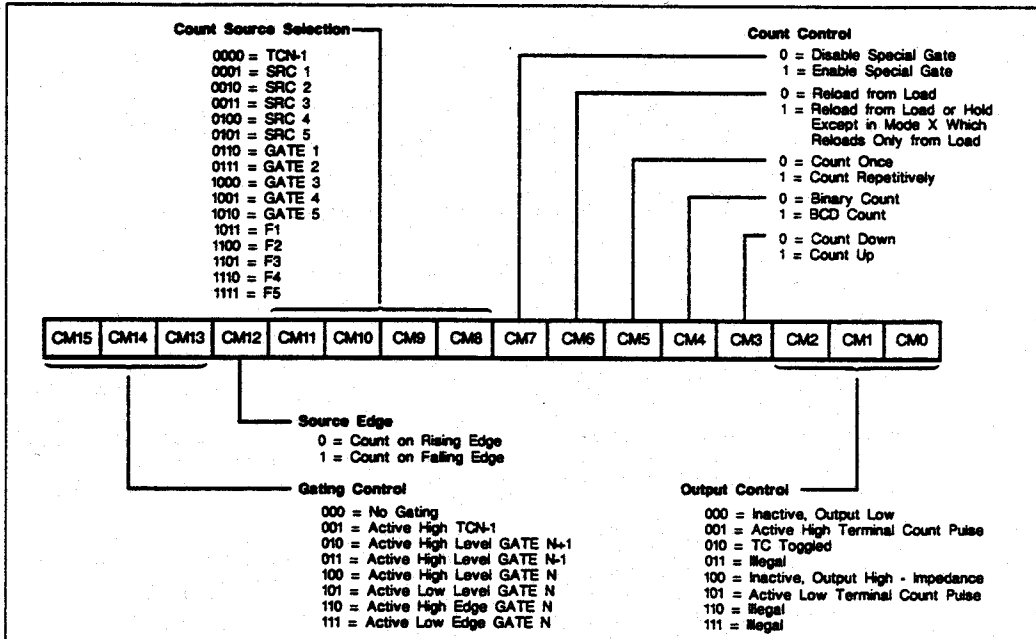 Count Source Selection
0000 = TCN-1
0001 = SRC 1
0010 = SRC 2
0011 = SRC 3
0100 = SRC 4
0101 = SRC 5
0110 = GATE 1
0111 = GATE 2
1000 = GATE 3
1001 = GATE 4
1010 = GATE 5
1011 = F1
1100 = F2
1101 = F3
1110 = F4
1111 = F5
Count Control
0 = Disable Special Gate
1 = Enable Special Gate
0 = Reload from Load
1 = Reload from Load or Hold
Except in Mode X Which
Reloads Only from Load
0 = Count Once
1 = Count Repetitively
0 = Binary Count
1 = BCD Count
0 = Count Down
1 = Count Up
CM15 CM14 CM13 CM12 CM11 CM10 CM9 CM8 CM7 CM6 CM5 CM4 CM3 CM2 CM1 CM0
Source Edge
0 = Count on Rising Edge
1 = Count on Falling Edge
Gating Control
000 = No Gating
001 = Active High TCN-1
010 = Active High Level GATE N+1
011 = Active High Level GATE N-1
100 = Active High Level GATE N
101 = Active Low Level GATE N
110 = Active High Edge GATE N
111 = Active Low Edge GATE N
Output Control
000 = Inactive, Output Low
001 = Active High Terminal Count Pulse
010 = TC Toggled
011 = Illegal
100 = Inactive, Output High - Impedance
101 = Active Low Terminal Count Pulse
110 = Illegal
111 = Illegal